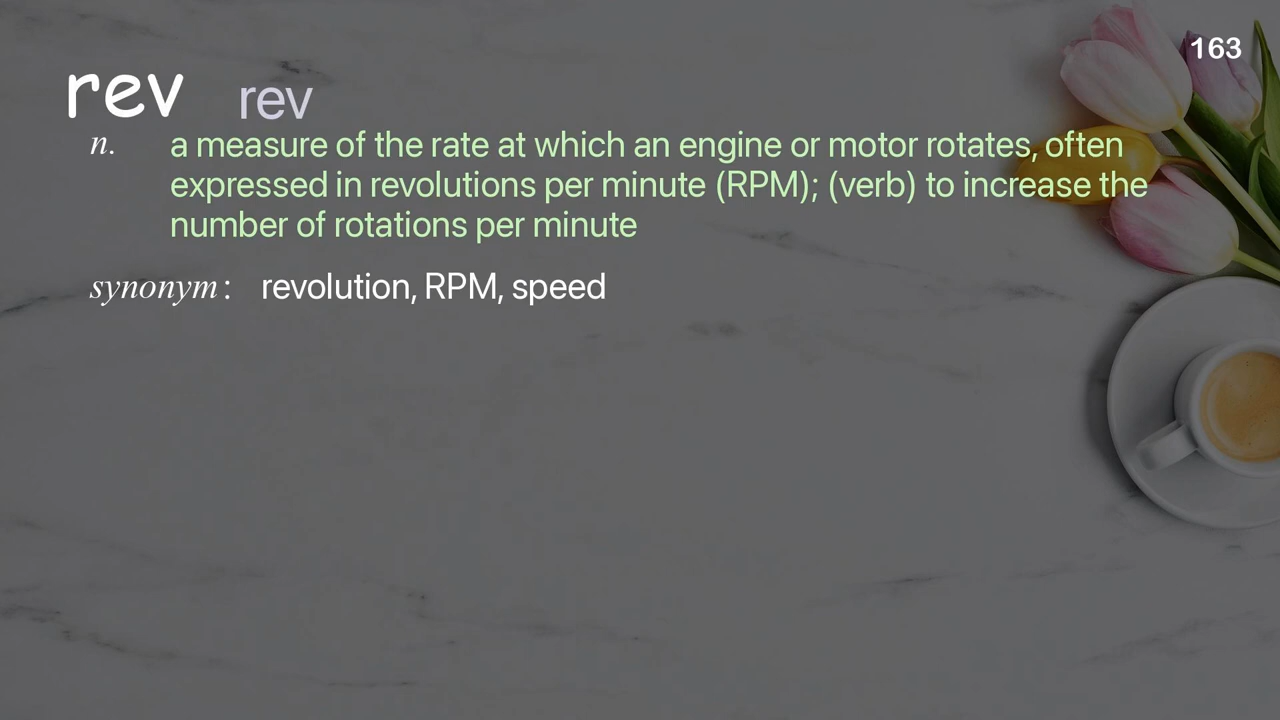 163
rev rev
n. a measure of the rate at which an engine or motor rotates, often
expressed in revolutions per minute (RPM); (verb) to increase the
number of rotations per minute
synonym : revolution, RPM, speed